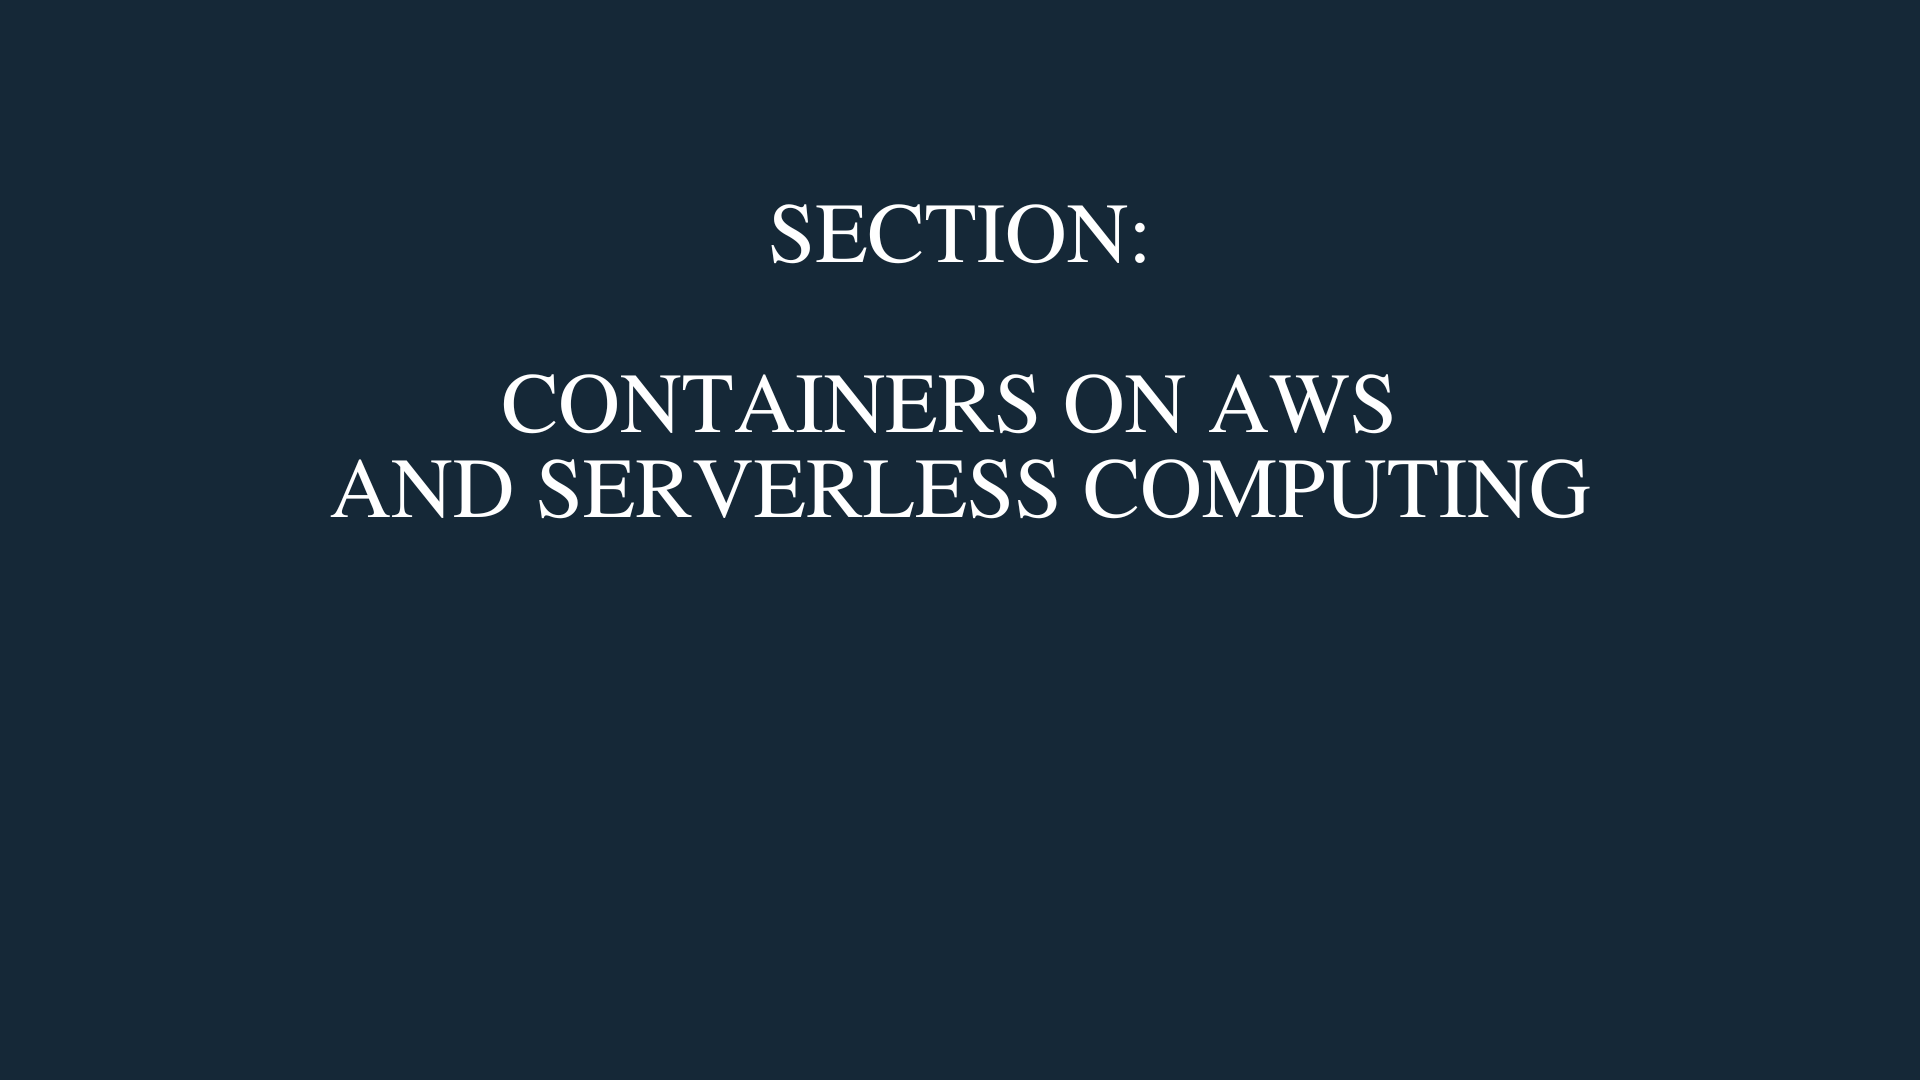 SECTION:
CONTAINERS ON AWS
AND SERVERLESS COMPUTING